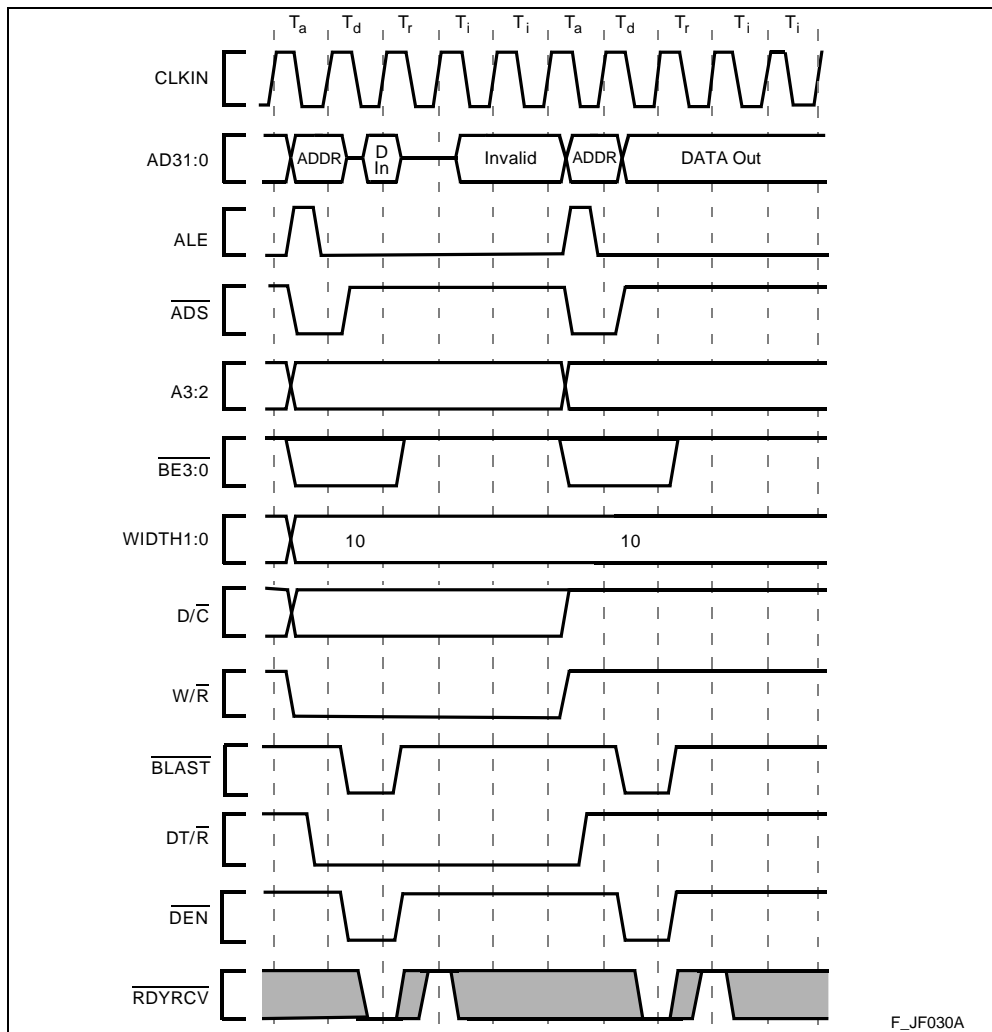 Ta Td Tr Ti Ti Ta Td Tr Ti Ti
CLKIN
AD31:0 ADDR D In Invalid ADDR DATA Out
ALE
ADS
A3:2
BE3:0
WIDTH1:0 10 10
D/C
W/R
BLAST
DT/R
DEN
RDYRCV
F_JF030A